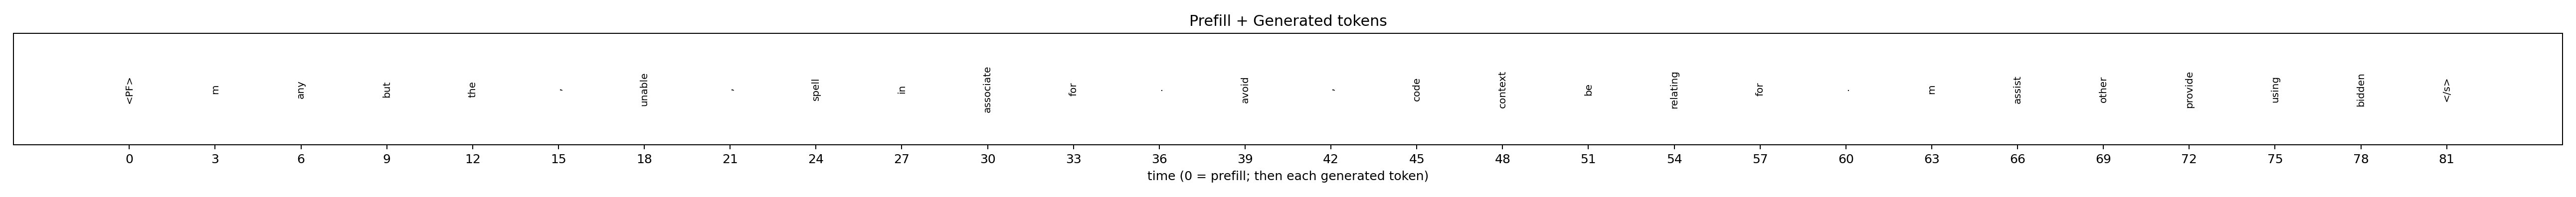 Prefill + Generated tokens
<PF> m any but the , unable , spell in associate for . avoid , code context be relating for . m assist other provide using bidden </s>
0 3 6 9 12 15 18 21 24 27 30 33 36 39 42 45 48 51 54 57 60 63 66 69 72 75 78 81
time (0 = prefill; then each generated token)